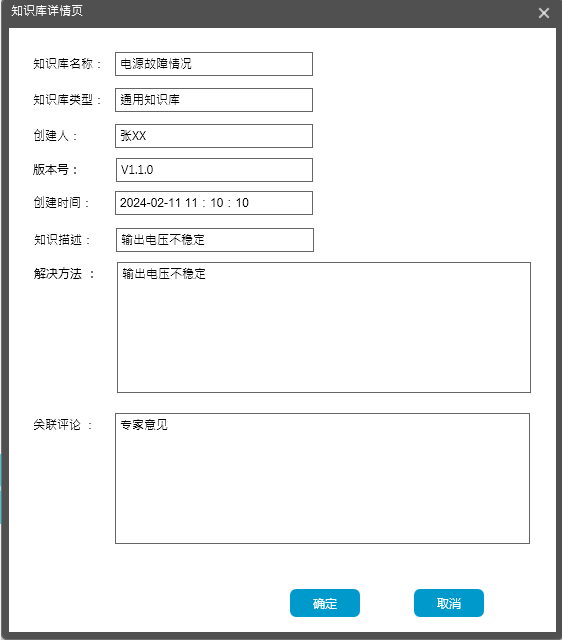 知识库详情页
知识库名称： 电源故障情况
知识库类型： 通用知识库
创建人： 张XX
版本号： V1.1.0
创建时间： 2024-02-11 11：10：10
知识描述： 输出电压不稳定
解决方法 ： 输出电压不稳定
关联评论 ： 专家意见
确定 取消